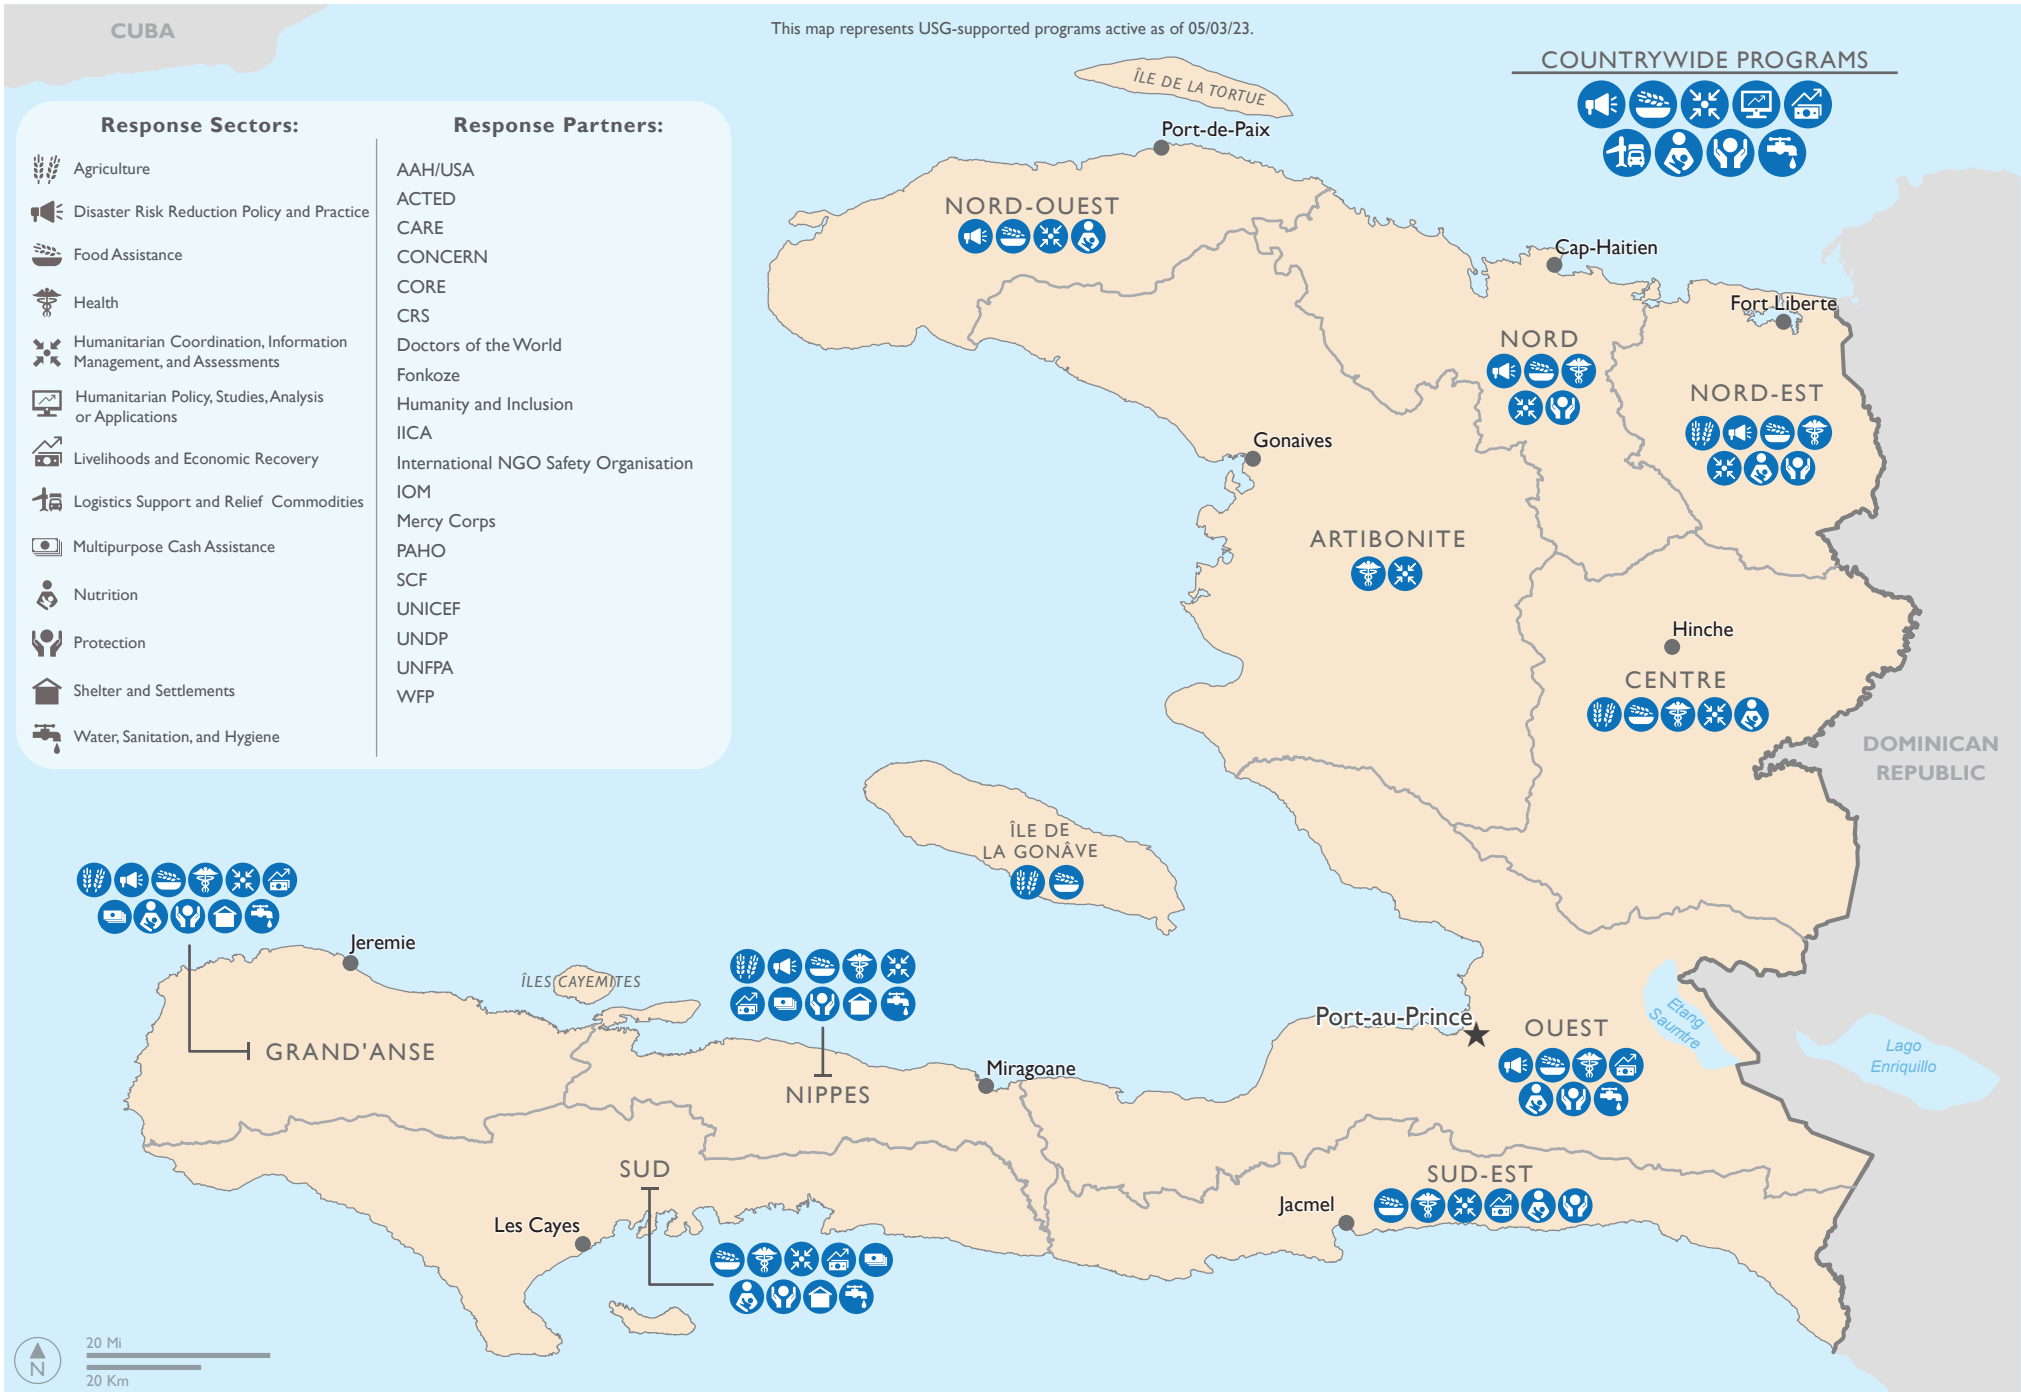 CUBA
This map represents USG-supported programs active as of 05/03/23.
COUNTRYWIDE PROGRAMS
Response Sectors:
Agriculture
Disaster Risk Reduction Policy and Practice
Food Assistance
Health
Humanitarian Coordination, Information
Management, and Assessments
Humanitarian Policy, Studies, Analysis
or Applications
Livelihoods and Economic Recovery
Logistics Support and Relief Commodities
Multipurpose Cash Assistance
Nutrition
Protection
Shelter and Settlements
Water, Sanitation, and Hygiene
Response Partners:
AAH/USA
ACTED
CARE
CONCERN
CORE
CRS
Doctors of the World
Fonkoze
Humanity and Inclusion
IICA
International NGO Safety Organisation
IOM
Mercy Corps
PAHO
SCF
UNICEF
UNDP
UNFPA
WFP
ÎLE DE LA TORTUE
Port-de-Paix
NORD-OUEST
Cap-Haitien
Fort Liberte
NORD
NORD-EST
Gonaives
ARTIBONITE
Hinche
CENTRE
DOMINICAN
REPUBLIC
ÎLE DE
LA GONÂVE
Jeremie
ÎLES CAYEMITES
GRAND'ANSE
NIPPES
Miragoane
Port-au-Prince
OUEST
Etang
Saumtre
Lago
Enriquillo
SUD
Les Cayes
SUD-EST
Jacmel
20 Mi
20 Km
N